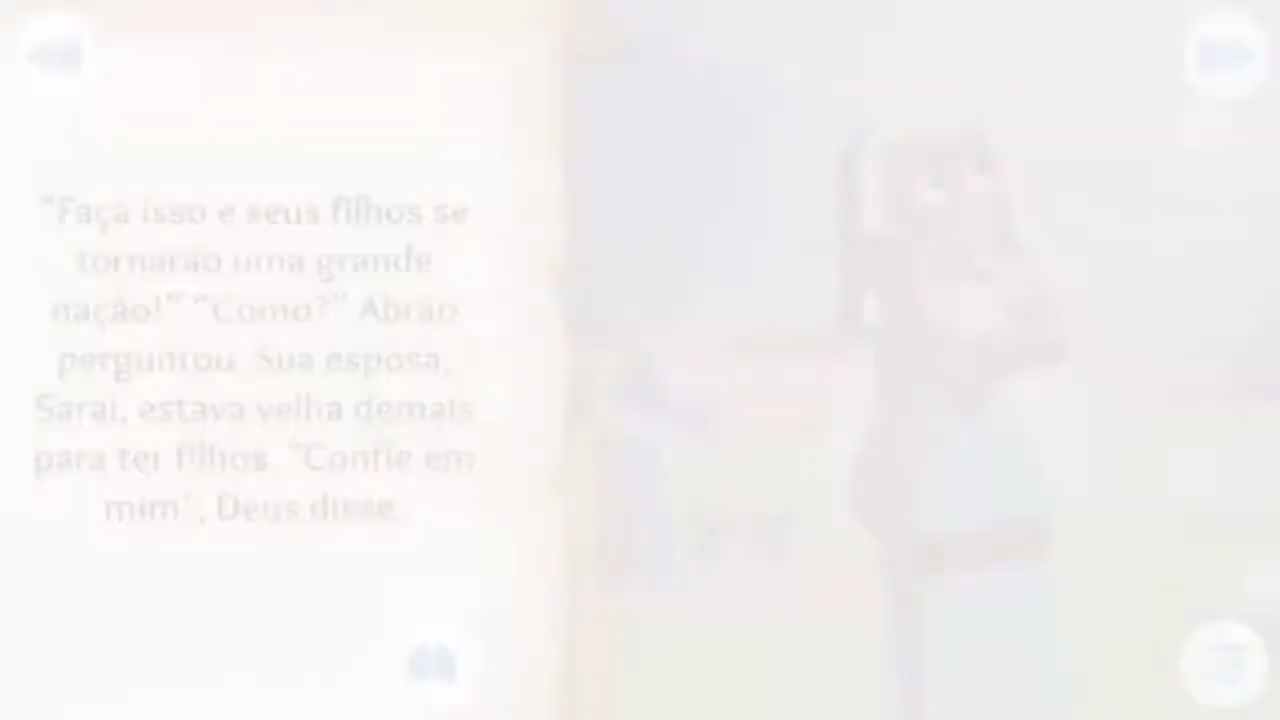 "Faça isso e seus filhos se
tornarão uma grande
nação!" "Como?" Abrão
perguntou. Sua esposa,
Sarai, estava velha demais
para ter filhos. "Confie em
mim", Deus disse.